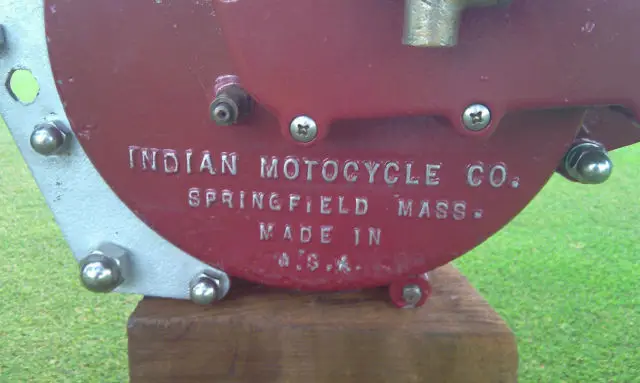 INDIAN MOTOCYCLE CO.
SPRINGFIELD MASS.
MADE IN
U.S.A.